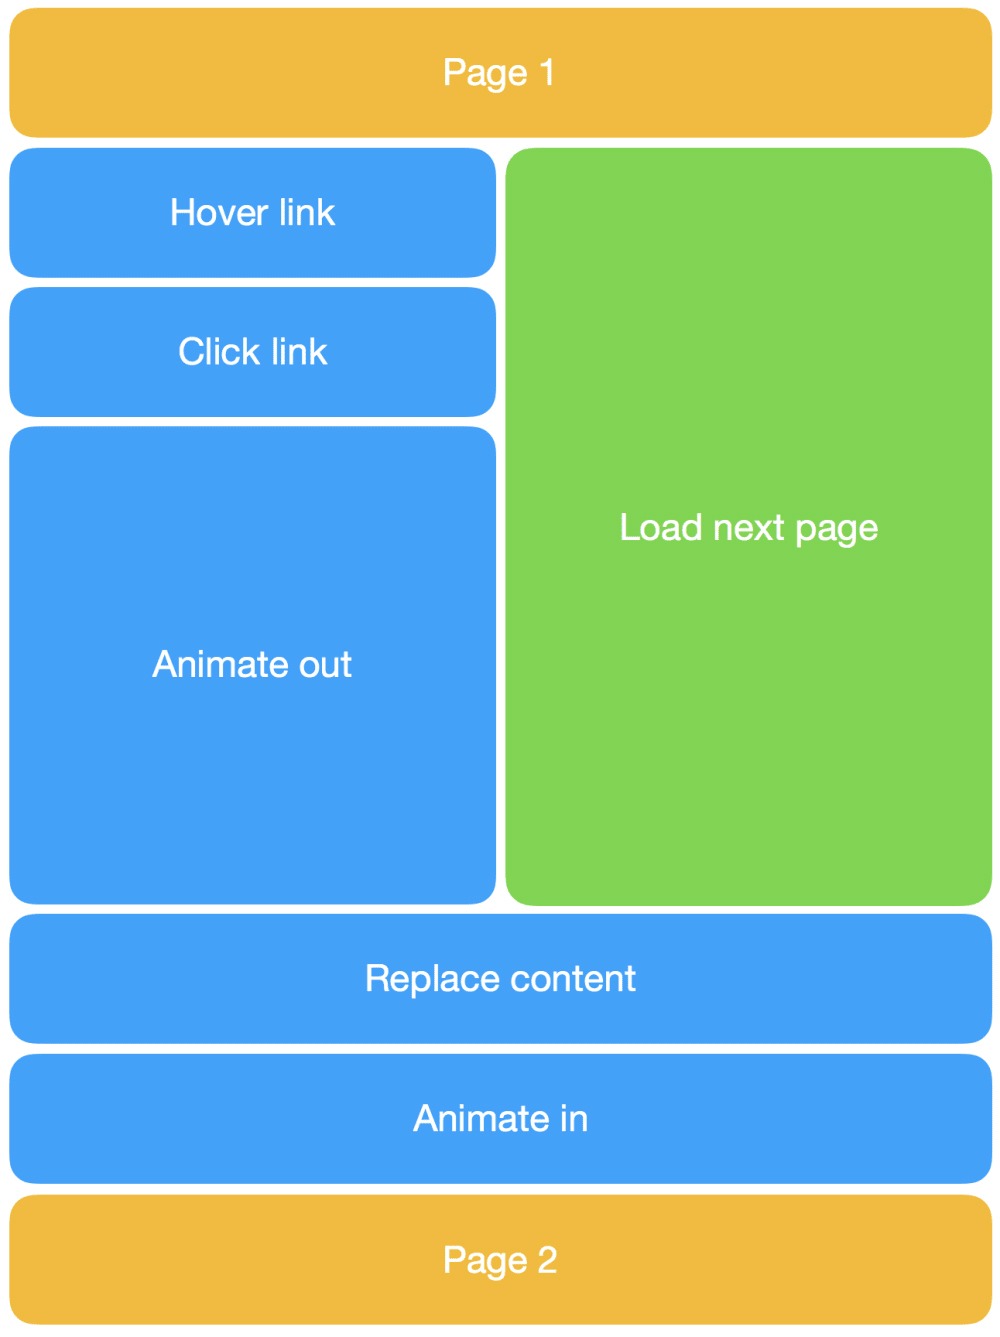 Page 1
Hover link
Click link
Load next page
Animate out
Replace content
Animate in
Page 2